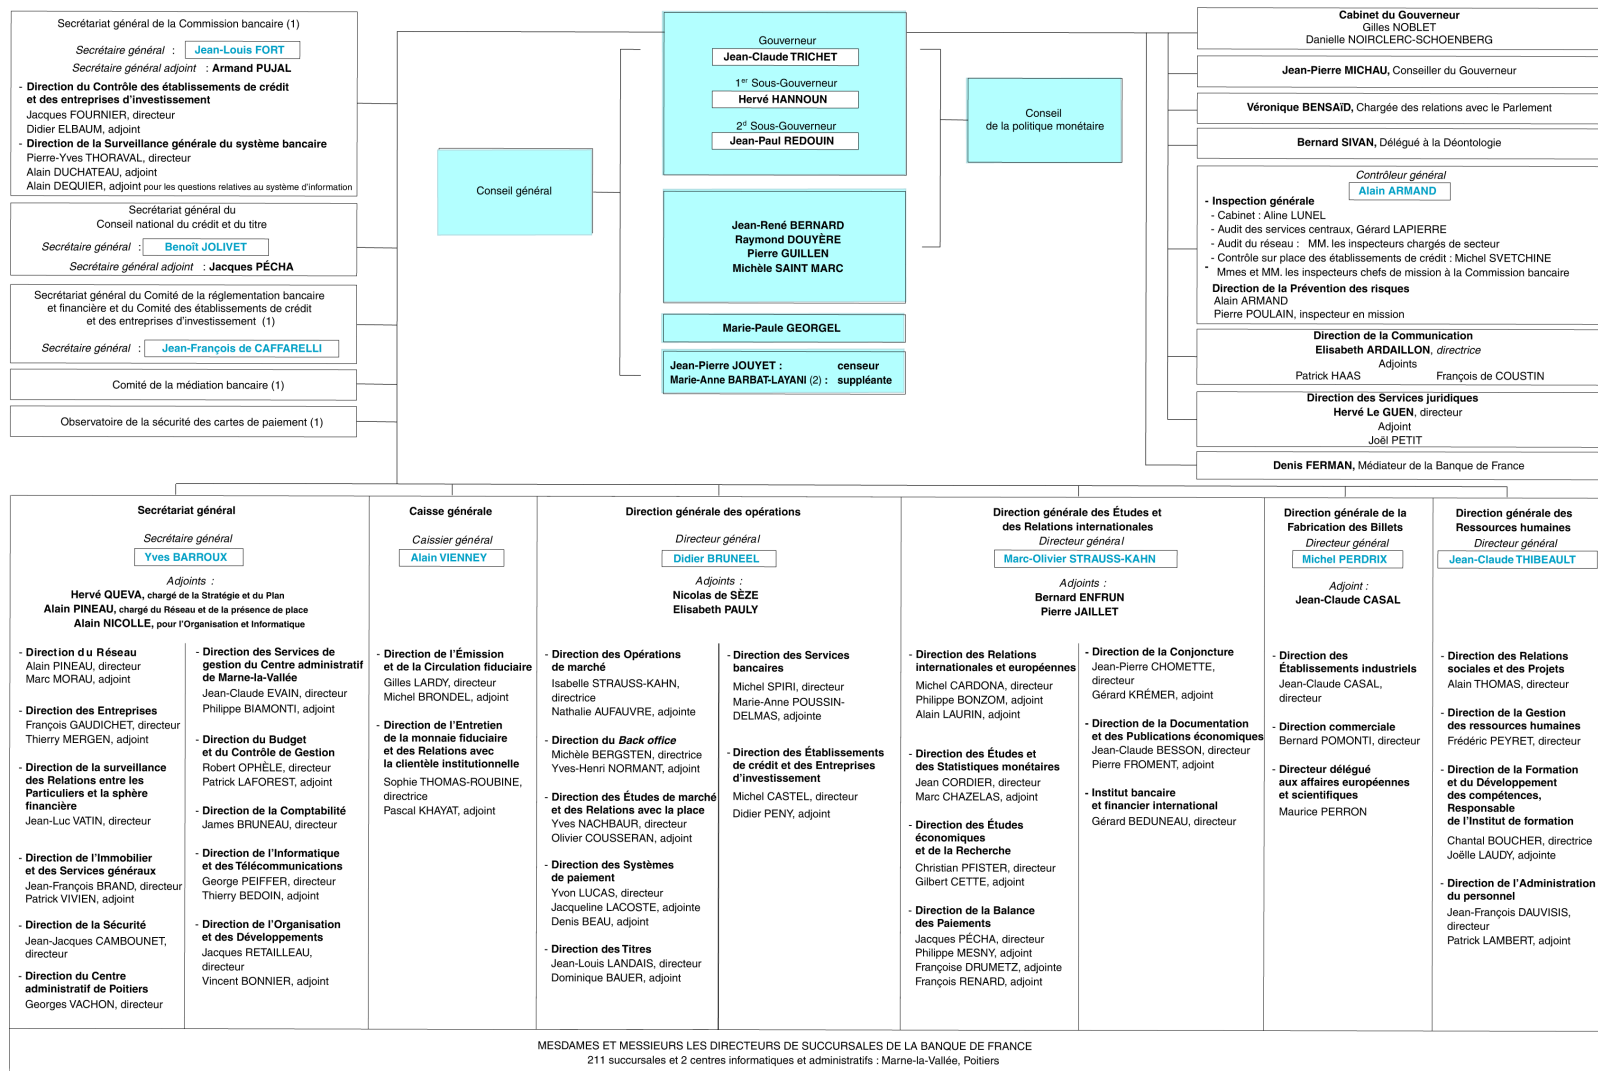 Secrétariat général de la Commission bancaire (1)
Secrétaire général : Jean-Louis FORT
Secrétaire général adjoint : Armand PUJAL
- Direction du Contrôle des établissements de crédit
et des entreprises d'investissement
Jacques FOURNIER, directeur
Didier ELBAUM, adjoint
- Direction de la Surveillance générale du système bancaire
Pierre-Yves THORAVAL, directeur
Alain DUCHATEAU, adjoint
Alain DEQUIER, adjoint pour les questions relatives au système d'information
Secrétariat général du
Conseil national du crédit et du titre
Secrétaire général : Benoît JOLIVET
Secrétaire général adjoint : Jacques PÉCHA
Secrétariat général du Comité de la réglementation bancaire
et financière et du Comité des établissements de crédit
et des entreprises d'investissement (1)
Secrétaire général : Jean-François de CAFFARELLI
Comité de la médiation bancaire (1)
Observatoire de la sécurité des cartes de paiement (1)
Conseil général
Gouverneur
Jean-Claude TRICHET
1er Sous-Gouverneur
Hervé HANNOUN
2d Sous-Gouverneur
Jean-Paul REDOUIN
Jean-René BERNARD
Raymond DOUYÈRE
Pierre GUILLEN
Michèle SAINT MARC
Marie-Paule GEORGEL
Jean-Pierre JOUYET : censeur
Marie-Anne BARBAT-LAYANI (2) : suppléante
Conseil
de la politique monétaire
Cabinet du Gouverneur
Gilles NOBLET
Danielle NOIRCLERC-SCHOENBERG
Jean-Pierre MICHAU, Conseiller du Gouverneur
Véronique BENSAïD, Chargée des relations avec le Parlement
Bernard SIVAN, Délégué à la Déontologie
Contrôleur général
Alain ARMAND
- Inspection générale
- Cabinet : Aline LUNEL
- Audit des services centraux, Gérard LAPIERRE
- Audit du réseau : MM. les inspecteurs chargés de secteur
- Contrôle sur place des établissements de crédit : Michel SVETCHINE
- Mmes et MM. les inspecteurs chefs de mission à la Commission bancaire
Direction de la Prévention des risques
Alain ARMAND
Pierre POULAIN, inspecteur en mission
Direction de la Communication
Elisabeth ARDAILLON, directrice
Adjoints
Patrick HAAS François de COUSTIN
Direction des Services juridiques
Hervé Le GUEN, directeur
Adjoint
Joël PETIT
Denis FERMAN, Médiateur de la Banque de France
Secrétariat général
Secrétaire général
Yves BARROUX
Adjoints :
Hervé QUEVA, chargé de la Stratégie et du Plan
Alain PINEAU, chargé du Réseau et de la présence de place
Alain NICOLLE, pour l'Organisation et Informatique
- Direction du Réseau
Alain PINEAU, directeur
Marc MORAU, adjoint
- Direction des Entreprises
François GAUDICHET, directeur
Thierry MERGEN, adjoint
- Direction de la surveillance
des Relations entre les
Particuliers et la sphère
financière
Jean-Luc VATIN, directeur
- Direction de l'Immobilier
et des Services généraux
Jean-François BRAND, directeur
Patrick VIVIEN, adjoint
- Direction de la Sécurité
Jean-Jacques CAMBOUNET,
directeur
- Direction du Centre
administratif de Poitiers
Georges VACHON, directeur
- Direction des Services de
gestion du Centre administratif
de Marne-la-Vallée
Jean-Claude EVAIN, directeur
Philippe BIAMONTI, adjoint
- Direction du Budget
et du Contrôle de Gestion
Robert OPHÈLE, directeur
Patrick LAFOREST, adjoint
- Direction de la Comptabilité
James BRUNEAU, directeur
- Direction de l'Informatique
et des Télécommunications
George PEIFFER, directeur
Thierry BEDOIN, adjoint
- Direction de l'Organisation
et des Développements
Jacques RETAILLEAU,
directeur
Vincent BONNIER, adjoint
Caisse générale
Caissier général
Alain VIENNEY
- Direction de l'Émission
et de la Circulation fiduciaire
Gilles LARDY, directeur
Michel BRONDEL, adjoint
- Direction de l'Entretien
de la monnaie fiduciaire
et des Relations avec
la clientèle institutionnelle
Sophie THOMAS-ROUBINE,
directrice
Pascal KHAYAT, adjoint
Direction générale des opérations
Directeur général
Didier BRUNEEL
Adjoints :
Nicolas de SÈZE
Elisabeth PAULY
- Direction des Opérations
de marché
Isabelle STRAUSS-KAHN,
directrice
Nathalie AUFAUVRE, adjointe
- Direction du Back office
Michèle BERGSTEN, directrice
Yves-Henri NORMANT, adjoint
- Direction des Études de marché
et des Relations avec la place
Yves NACHBAUR, directeur
Olivier COUSSERAN, adjoint
- Direction des Systèmes
de paiement
Yvon LUCAS, directeur
Jacqueline LACOSTE, adjointe
Denis BEAU, adjoint
- Direction des Titres
Jean-Louis LANDAIS, directeur
Dominique BAUER, adjoint
- Direction des Services
bancaires
Michel SPIRI, directeur
Marie-Anne POUSSIN-
DELMAS, adjointe
- Direction des Établissements
de crédit et des Entreprises
d'investissement
Michel CASTEL, directeur
Didier PENY, adjoint
Direction générale des Études et
des Relations internationales
Directeur général
Marc-Olivier STRAUSS-KAHN
Adjoints :
Bernard ENFRUN
Pierre JAILLET
- Direction des Relations
internationales et européennes
Michel CARDONA, directeur
Philippe BONZOM, adjoint
Alain LAURIN, adjoint
- Direction des Études et
des Statistiques monétaires
Jean CORDIER, directeur
Marc CHAZELAS, adjoint
- Direction des Études
économiques
et de la Recherche
Christian PFISTER, directeur
Gilbert CETTE, adjoint
- Direction de la Balance
des Paiements
Jacques PÉCHA, directeur
Philippe MESNY, adjoint
Françoise DRUMETZ, adjointe
François RENARD, adjoint
- Direction de la Conjoncture
Jean-Pierre CHOMETTE,
directeur
Gérard KRÉMER, adjoint
- Direction de la Documentation
et des Publications économiques
Jean-Claude BESSON, directeur
Pierre FROMENT, adjoint
- Institut bancaire
et financier international
Gérard BEDUNEAU, directeur
Direction générale de la
Fabrication des Billets
Directeur général
Michel PERDRIX
Adjoint :
Jean-Claude CASAL
- Direction des
Établissements industriels
Jean-Claude CASAL,
directeur
- Direction commerciale
Bernard POMONTI, directeur
- Directeur délégué
aux affaires européennes
et scientifiques
Maurice PERRON
Direction générale des
Ressources humaines
Directeur général
Jean-Claude THIBEAULT
- Direction des Relations
sociales et des Projets
Alain THOMAS, directeur
- Direction de la Gestion
des ressources humaines
Frédéric PEYRET, directeur
- Direction de la Formation
et du Développement
des compétences,
Responsable
de l'Institut de formation
Chantal BOUCHER, directrice
Joëlle LAUDY, adjointe
- Direction de l'Administration
du personnel
Jean-François DAUVISIS,
directeur
Patrick LAMBERT, adjoint
MESDAMES ET MESSIEURS LES DIRECTEURS DE SUCCURSALES DE LA BANQUE DE FRANCE
211 succursales et 2 centres informatiques et administratifs : Marne-la-Vallée, Poitiers